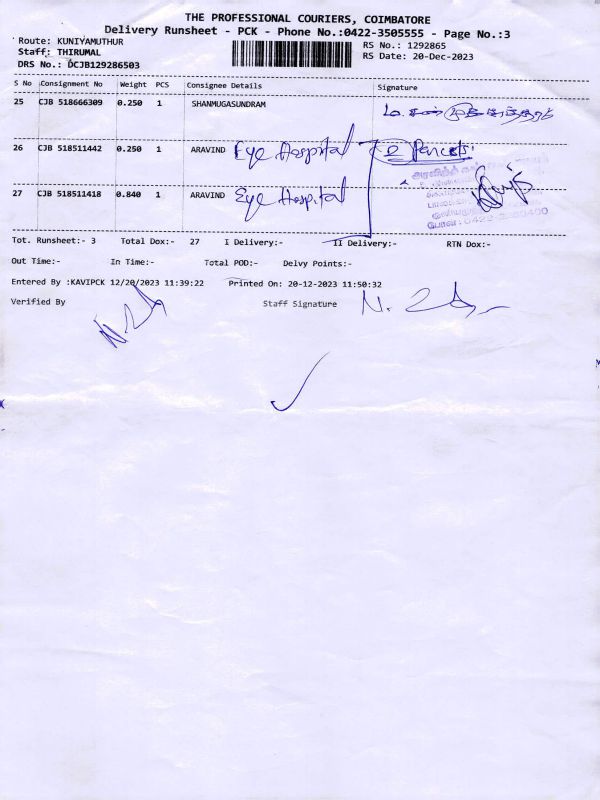 THE PROFESSIONAL COURIERS, COIMBATORE
Delivery Runsheet - PCK - Phone No.:0422-3505555 - Page No.:3
Route: KUNIYAMUTHUR RS No.: 1292865
Staff: THIRUMAL RS Date: 20-Dec-2023
DRS No.: DCJB129286503
S No Consignment No Weight PCS Consignee Details Signature
25 CJB 518666309 0.250 1 SHANMUGASUNDRAM
26 CJB 518511442 0.250 1 ARAVIND Eye Hospital 2 Parcels
27 CJB 518511418 0.840 1 ARAVIND Eye Hospital
Tot. Runsheet:- 3 Total Dox:- 27 I Delivery:- II Delivery:- RTN Dox:-
Out Time:- In Time:- Total POD:- Delvy Points:-
Entered By :KAVIPCK 12/20/2023 11:39:22 Printed On: 20-12-2023 11:50:32
Verified By Staff Signature